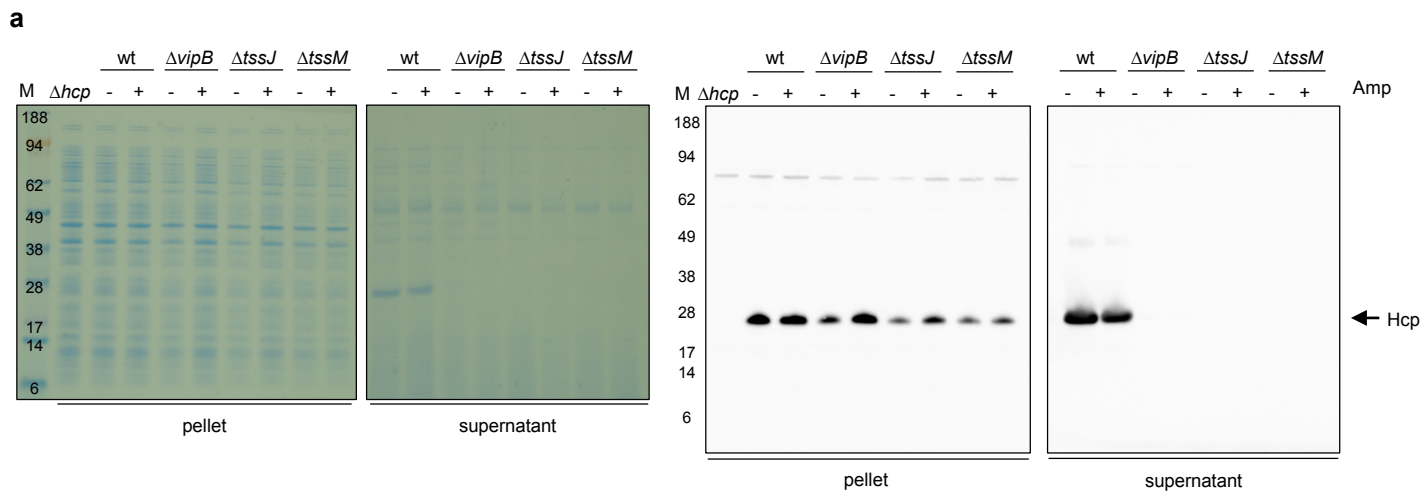 a
wt ΔvipB ΔtssJ ΔtssM
wt ΔvipB ΔtssJ ΔtssM
M Δhcp - + - + - + - +
- + - + - + - +
188
94
62
49
38
28
17
14
6
pellet
supernatant
wt ΔvipB ΔtssJ ΔtssM
wt ΔvipB ΔtssJ ΔtssM
M Δhcp - + - + - + - +
- + - + - + - +
Amp
188
94
62
49
38
28
17
14
6
Hcp
pellet
supernatant